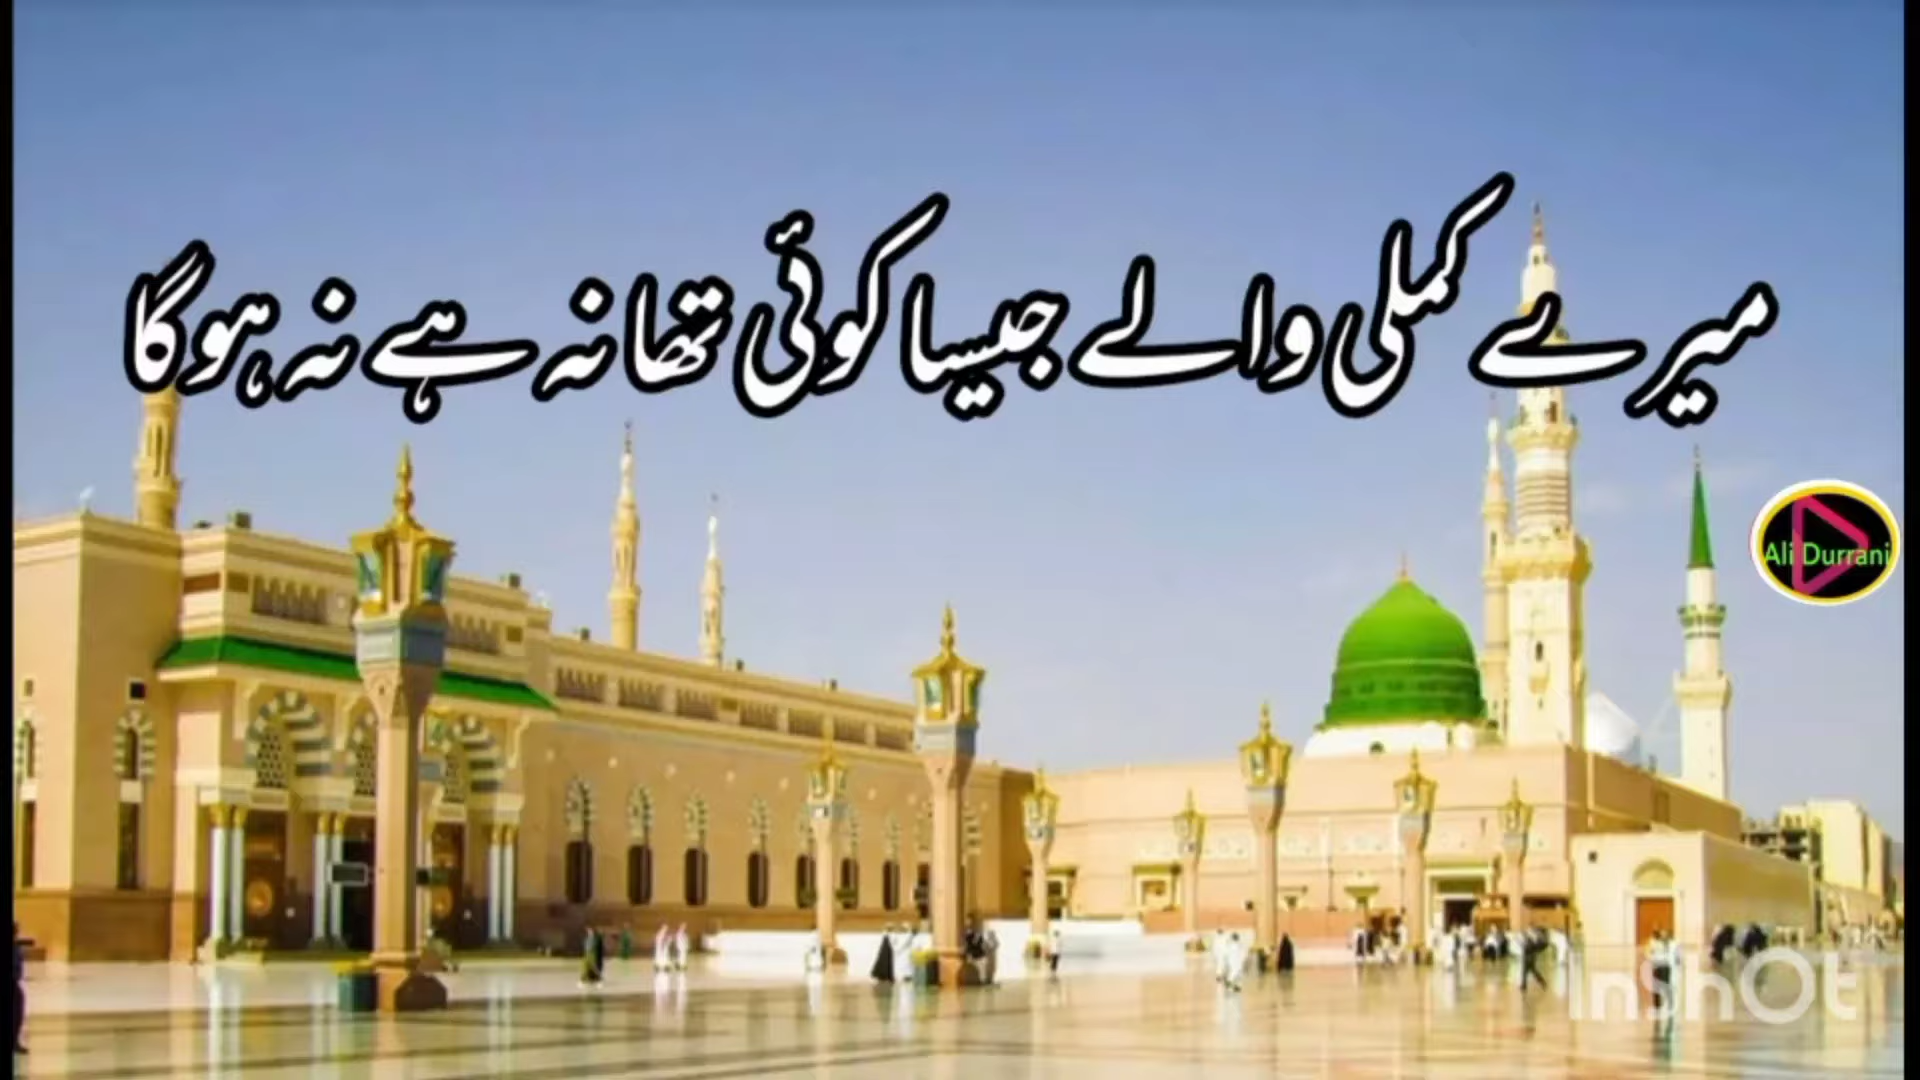 میرے کملی والے جیسا کوئی تھا نہ ہے نہ ہوگا
Ali Durrani
InShOt